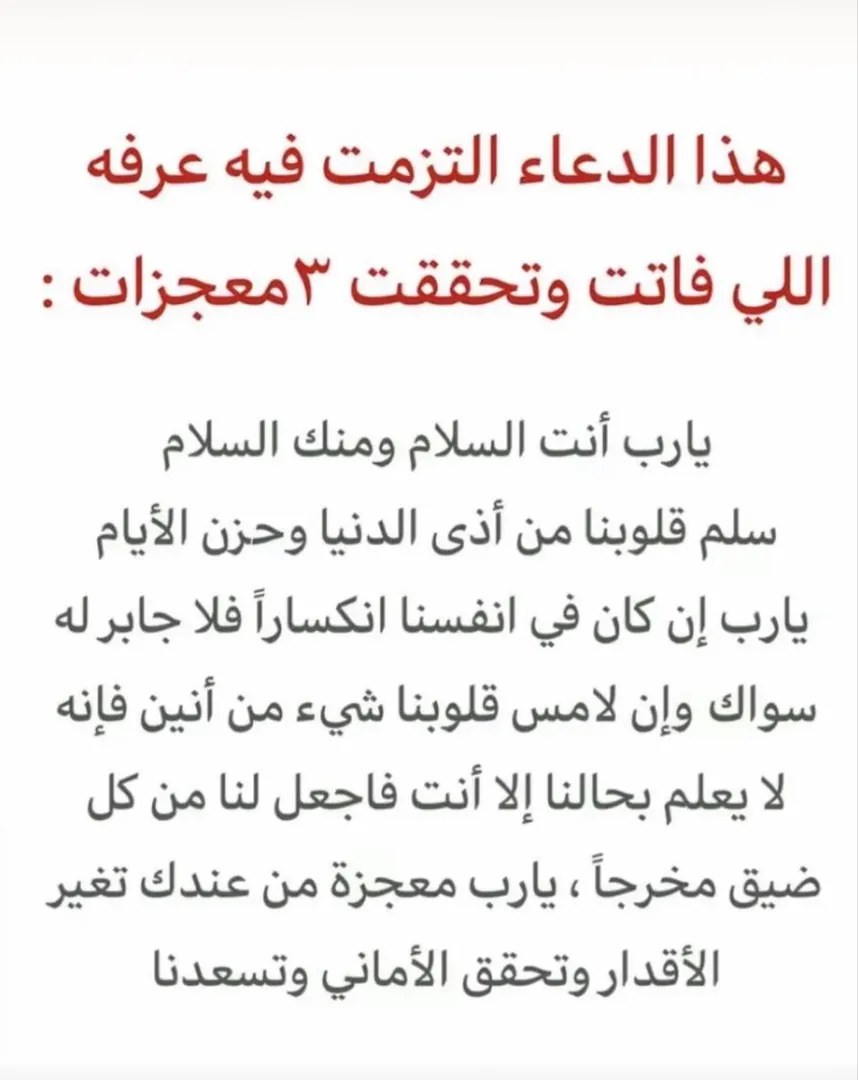 هذا الدعاء التزمت فيه عرفه
اللي فاتت وتحققت ٣معجزات :
يارب أنت السلام ومنك السلام
سلم قلوبنا من أذى الدنيا وحزن الأيام
يارب إن كان في انفسنا انكساراً فلا جابر له
سواك وإن لامس قلوبنا شيء من أنين فإنه
لا يعلم بحالنا إلا أنت فاجعل لنا من كل
ضيق مخرجاً ، يارب معجزة من عندك تغير
الأقدار وتحقق الأماني وتسعدنا